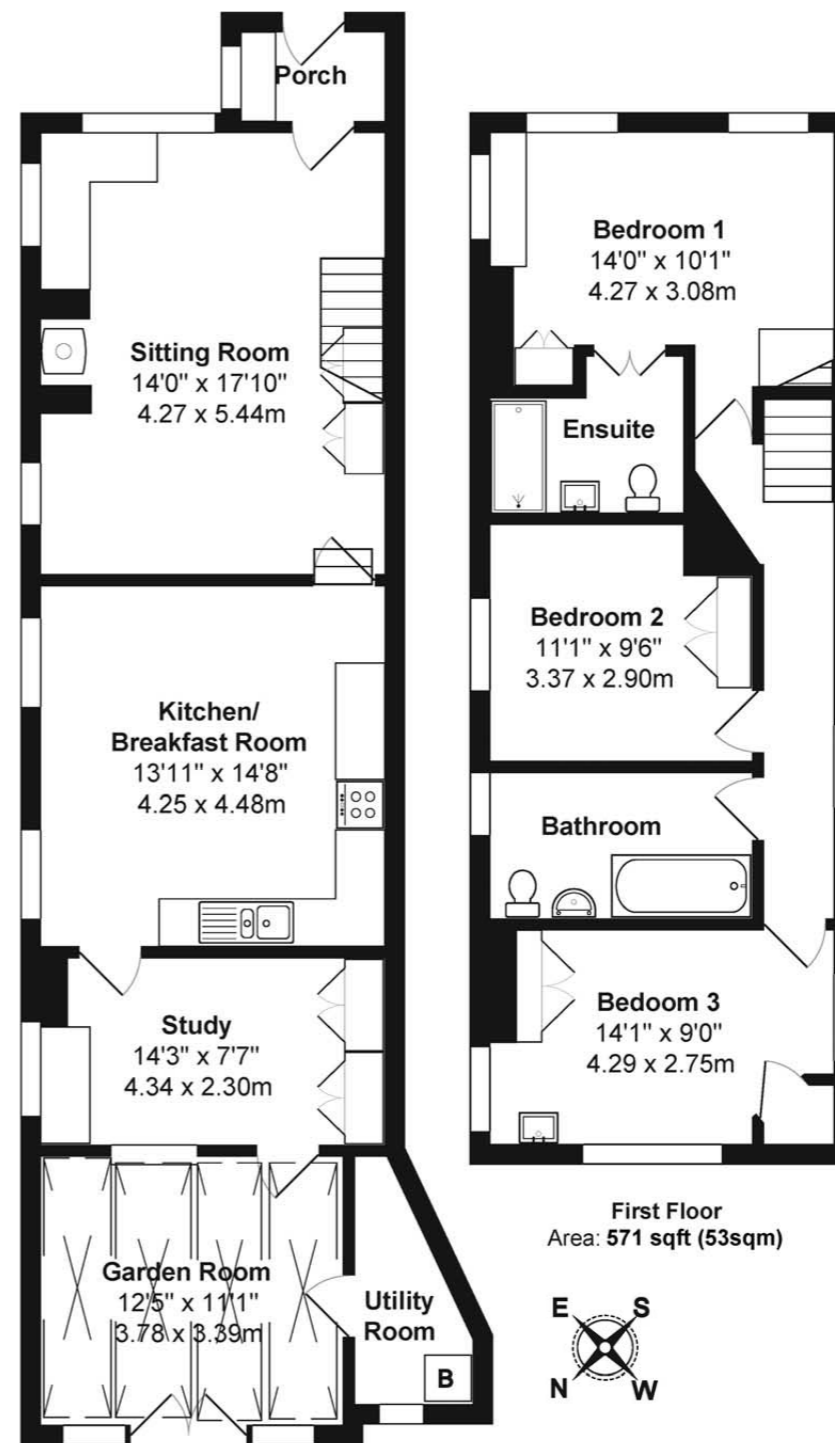 Porch
Sitting Room
14'0" x 17'10"
4.27 x 5.44m
Kitchen/
Breakfast Room
13'11" x 14'8"
4.25 x 4.48m
Study
14'3" x 7'7"
4.34 x 2.30m
Garden Room
12'5" x 11'1"
3.78 x 3.39m
Utility
Room
B
Bedroom 1
14'0" x 10'1"
4.27 x 3.08m
Ensuite
Bedroom 2
11'1" x 9'6"
3.37 x 2.90m
Bathroom
Bedoom 3
14'1" x 9'0"
4.29 x 2.75m
First Floor
Area: 571 sqft (53sqm)
E S
N W